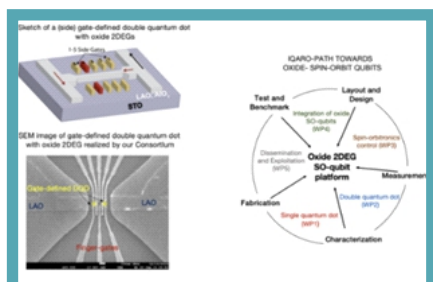 Sketch of a (side) gate-defined double quantum dot
with oxide 2DEGs
1-5 Side-Gates
STO
SEM image of gate-defined double quantum dot
with oxide 2DEG realized by our Consortium
Gate-defined DQD
LAO
LAO
Finger-gates
IQARO-PATH TOWARDS
OXIDE- SPIN-ORBIT QUBITS
Test and
Benchmark
Layout and
Design
Integration of oxide
SO-qubits
(WP4)
Spin-orbitronics
control (WP3)
Dissemination
and Exploitation
(WP5)
Oxide 2DEG
SO-qubit
platform
Measurement
Fabrication
Double quantum dot
(WP2)
Single quantum dot
(WP1)
Characterization